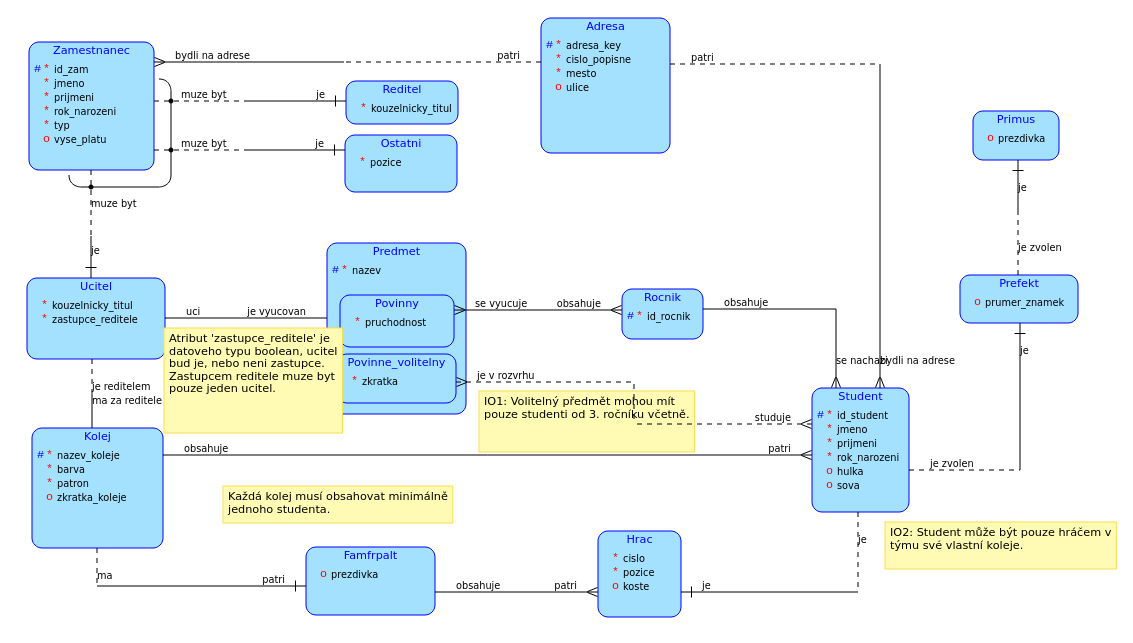 Zamestnanec
# * id_zam
* jmeno
* prijmeni
* rok_narozeni
* typ
o vyse_platu
bydli na adrese
patri
Adresa
# * adresa_key
* cislo_popisne
* mesto
o ulice
patri
muze byt
je
Reditel
* kouzelnicky_titul
muze byt
je
Ostatni
* pozice
Primus
o prezdivka
je
je zvolen
Prefekt
o prumer_znamek
je
muze byt
je
Ucitel
* kouzelnicky_titul
* zastupce_reditele
uci
je vyucovan
Predmet
# * nazev
Povinny
* pruchodnost
Povinne_volitelny
* zkratka
se vyucuje
obsahuje
Rocnik
# * id_rocnik
obsahuje
bydli na adrese
Atribut 'zastupce_reditele' je
datoveho typu boolean, ucitel
bud je, nebo neni zastupce.
Zastupcem reditele muze byt
pouze jeden ucitel.
je v rozvrhu
IO1: Volitelný předmět mohou mít
pouze studenti od 3. ročníku včetně.
studuje
je reditelem
ma za reditele
Kolej
# * nazev_koleje
* barva
* patron
o zkratka_koleje
obsahuje
patri
Student
# * id_student
* jmeno
* prijmeni
* rok_narozeni
o hulka
o sova
je zvolen
Každá kolej musí obsahovat minimálně
jednoho studenta.
IO2: Student může být pouze hráčem v
týmu své vlastní koleje.
je
ma
patri
Famfrpalt
o prezdivka
obsahuje
patri
Hrac
* cislo
* pozice
o koste
je